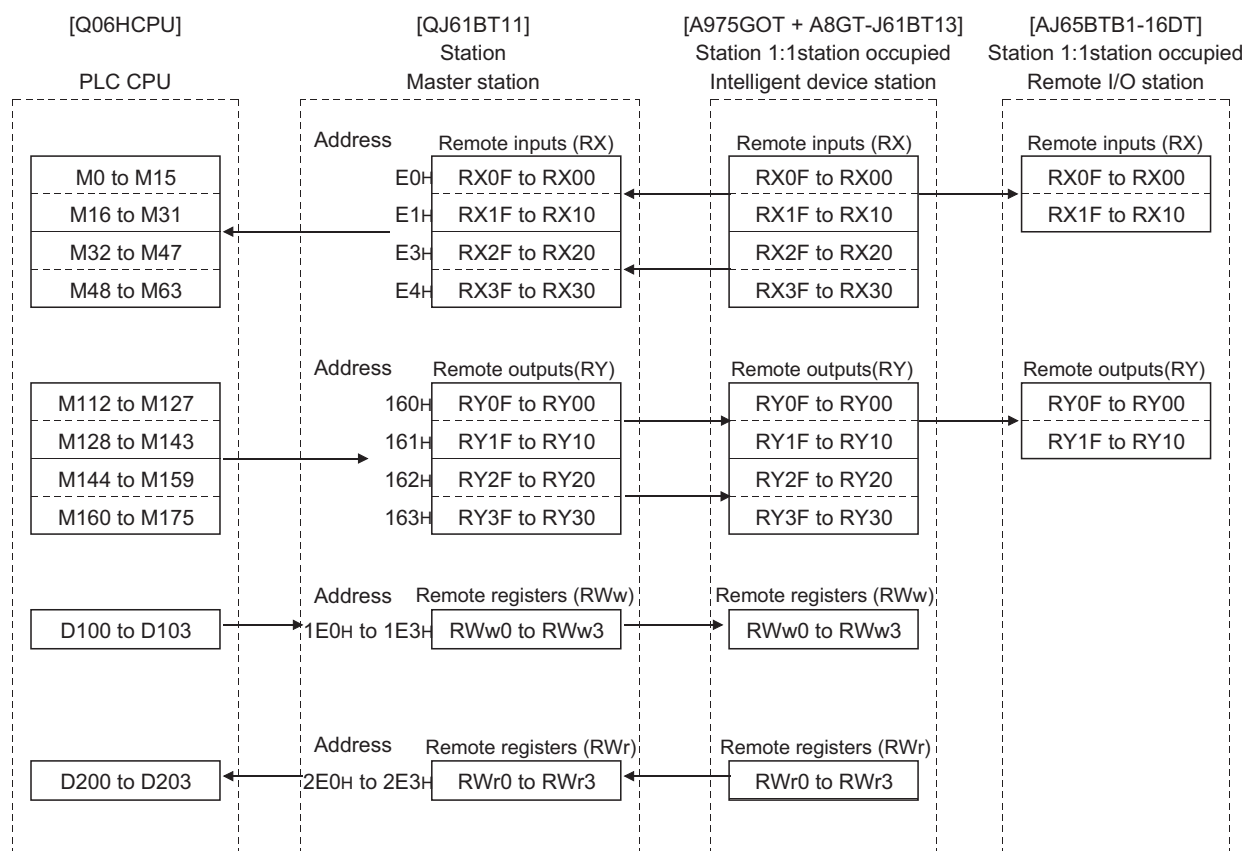 [Q06HCPU] [QJ61BT11] [A975GOT + A8GT-J61BT13] [AJ65BTB1-16DT]
Station Station 1:1station occupied Station 1:1station occupied
PLC CPU Master station Intelligent device station Remote I/O station
Address Remote inputs (RX) Remote inputs (RX) Remote inputs (RX)
M0 to M15 E0H RX0F to RX00 RX0F to RX00 RX0F to RX00
M16 to M31 E1H RX1F to RX10 RX1F to RX10 RX1F to RX10
M32 to M47 E3H RX2F to RX20 RX2F to RX20
M48 to M63 E4H RX3F to RX30 RX3F to RX30
Address Remote outputs(RY) Remote outputs(RY) Remote outputs(RY)
M112 to M127 160H RY0F to RY00 RY0F to RY00 RY0F to RY00
M128 to M143 161H RY1F to RY10 RY1F to RY10 RY1F to RY10
M144 to M159 162H RY2F to RY20 RY2F to RY20
M160 to M175 163H RY3F to RY30 RY3F to RY30
Address Remote registers (RWw) Remote registers (RWw)
D100 to D103 1E0H to 1E3H RWw0 to RWw3 RWw0 to RWw3
Address Remote registers (RWr) Remote registers (RWr)
D200 to D203 2E0H to 2E3H RWr0 to RWr3 RWr0 to RWr3